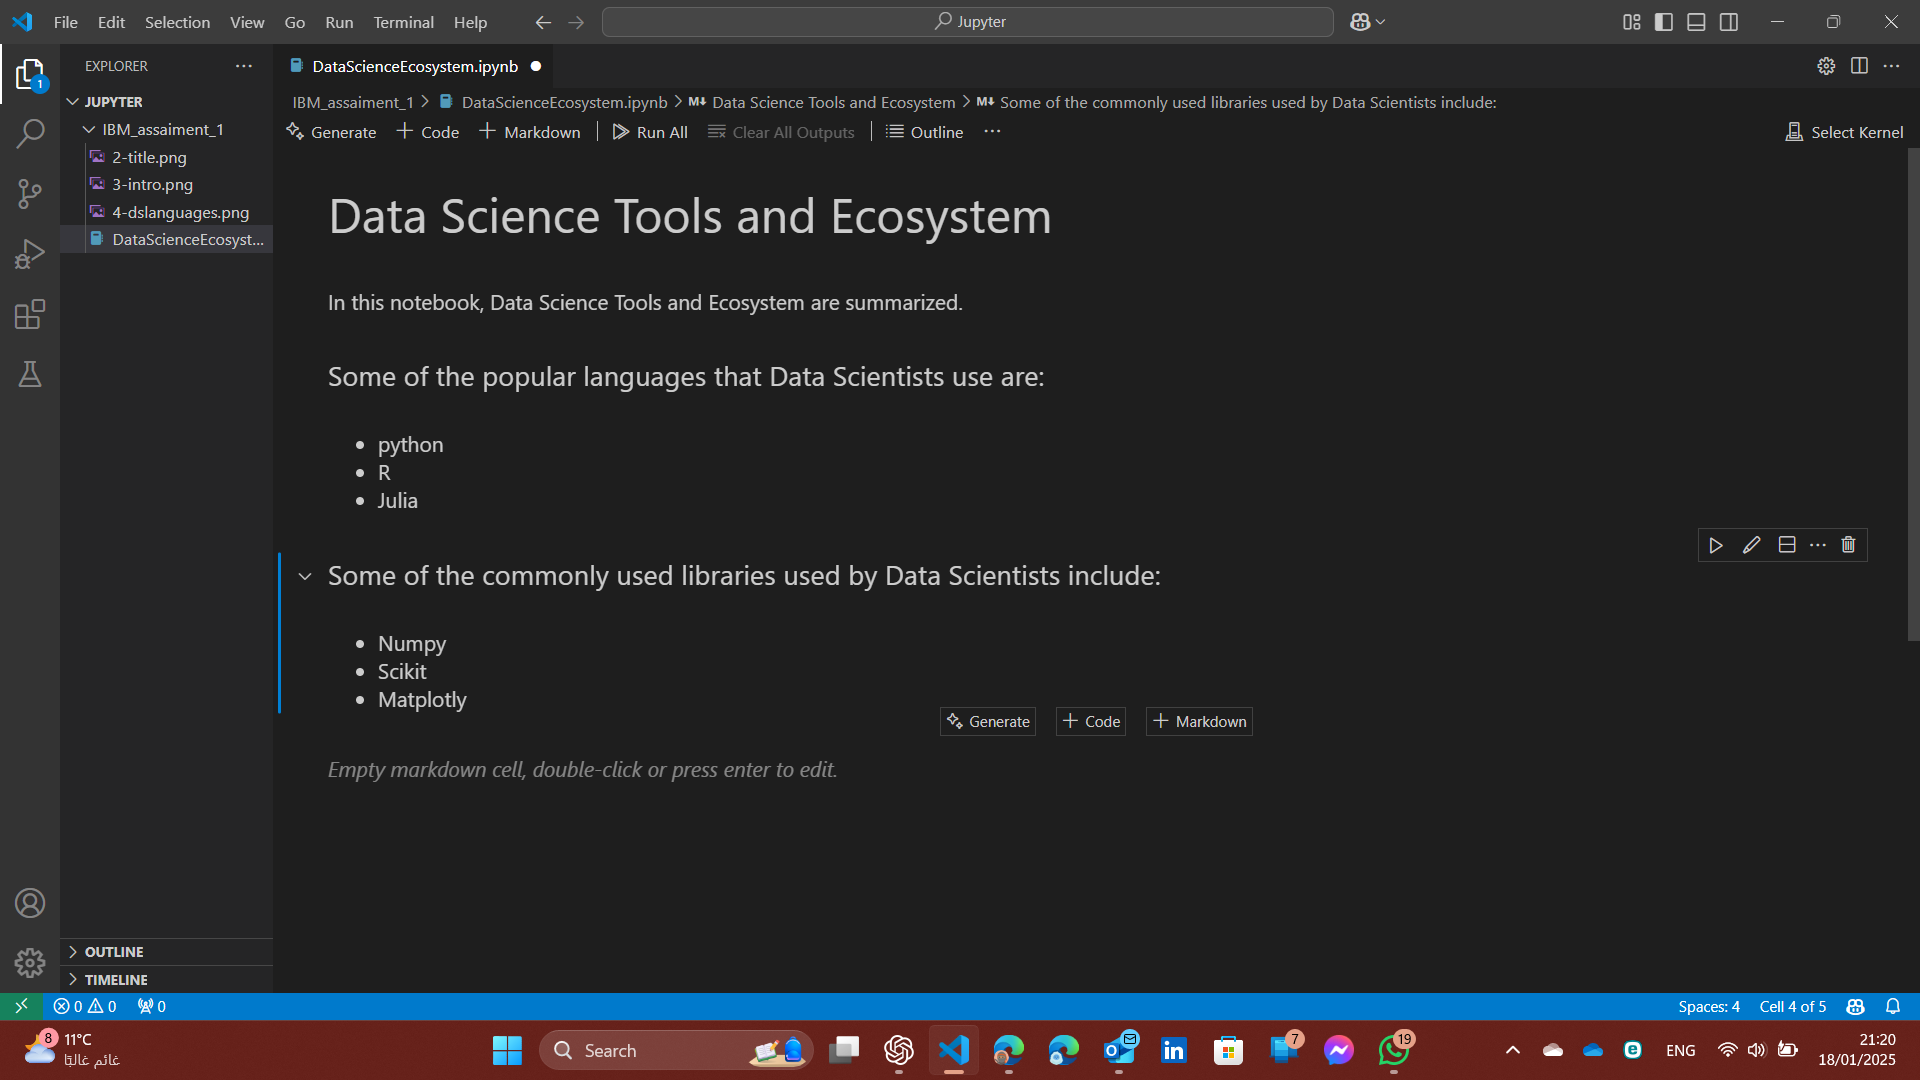 File Edit Selection View Go Run Terminal Help
Jupyter
EXPLORER
DataScienceEcosystem.ipynb
JUPYTER
IBM_assaiment_1
2-title.png
3-intro.png
4-dslanguages.png
DataScienceEcosyst...
IBM_assaiment_1 > DataScienceEcosystem.ipynb > Data Science Tools and Ecosystem > Some of the commonly used libraries used by Data Scientists include:
Generate + Code + Markdown Run All Clear All Outputs Outline ... Select Kernel
Data Science Tools and Ecosystem
In this notebook, Data Science Tools and Ecosystem are summarized.
Some of the popular languages that Data Scientists use are:
• python
• R
• Julia
Some of the commonly used libraries used by Data Scientists include:
• Numpy
• Scikit
• Matplotly
Generate + Code + Markdown
Empty markdown cell, double-click or press enter to edit.
OUTLINE
TIMELINE
1
0 0 0
Spaces: 4 Cell 4 of 5
8 11°C
غائم غالبًا
Search
7
19
ENG
21:20
18/01/2025